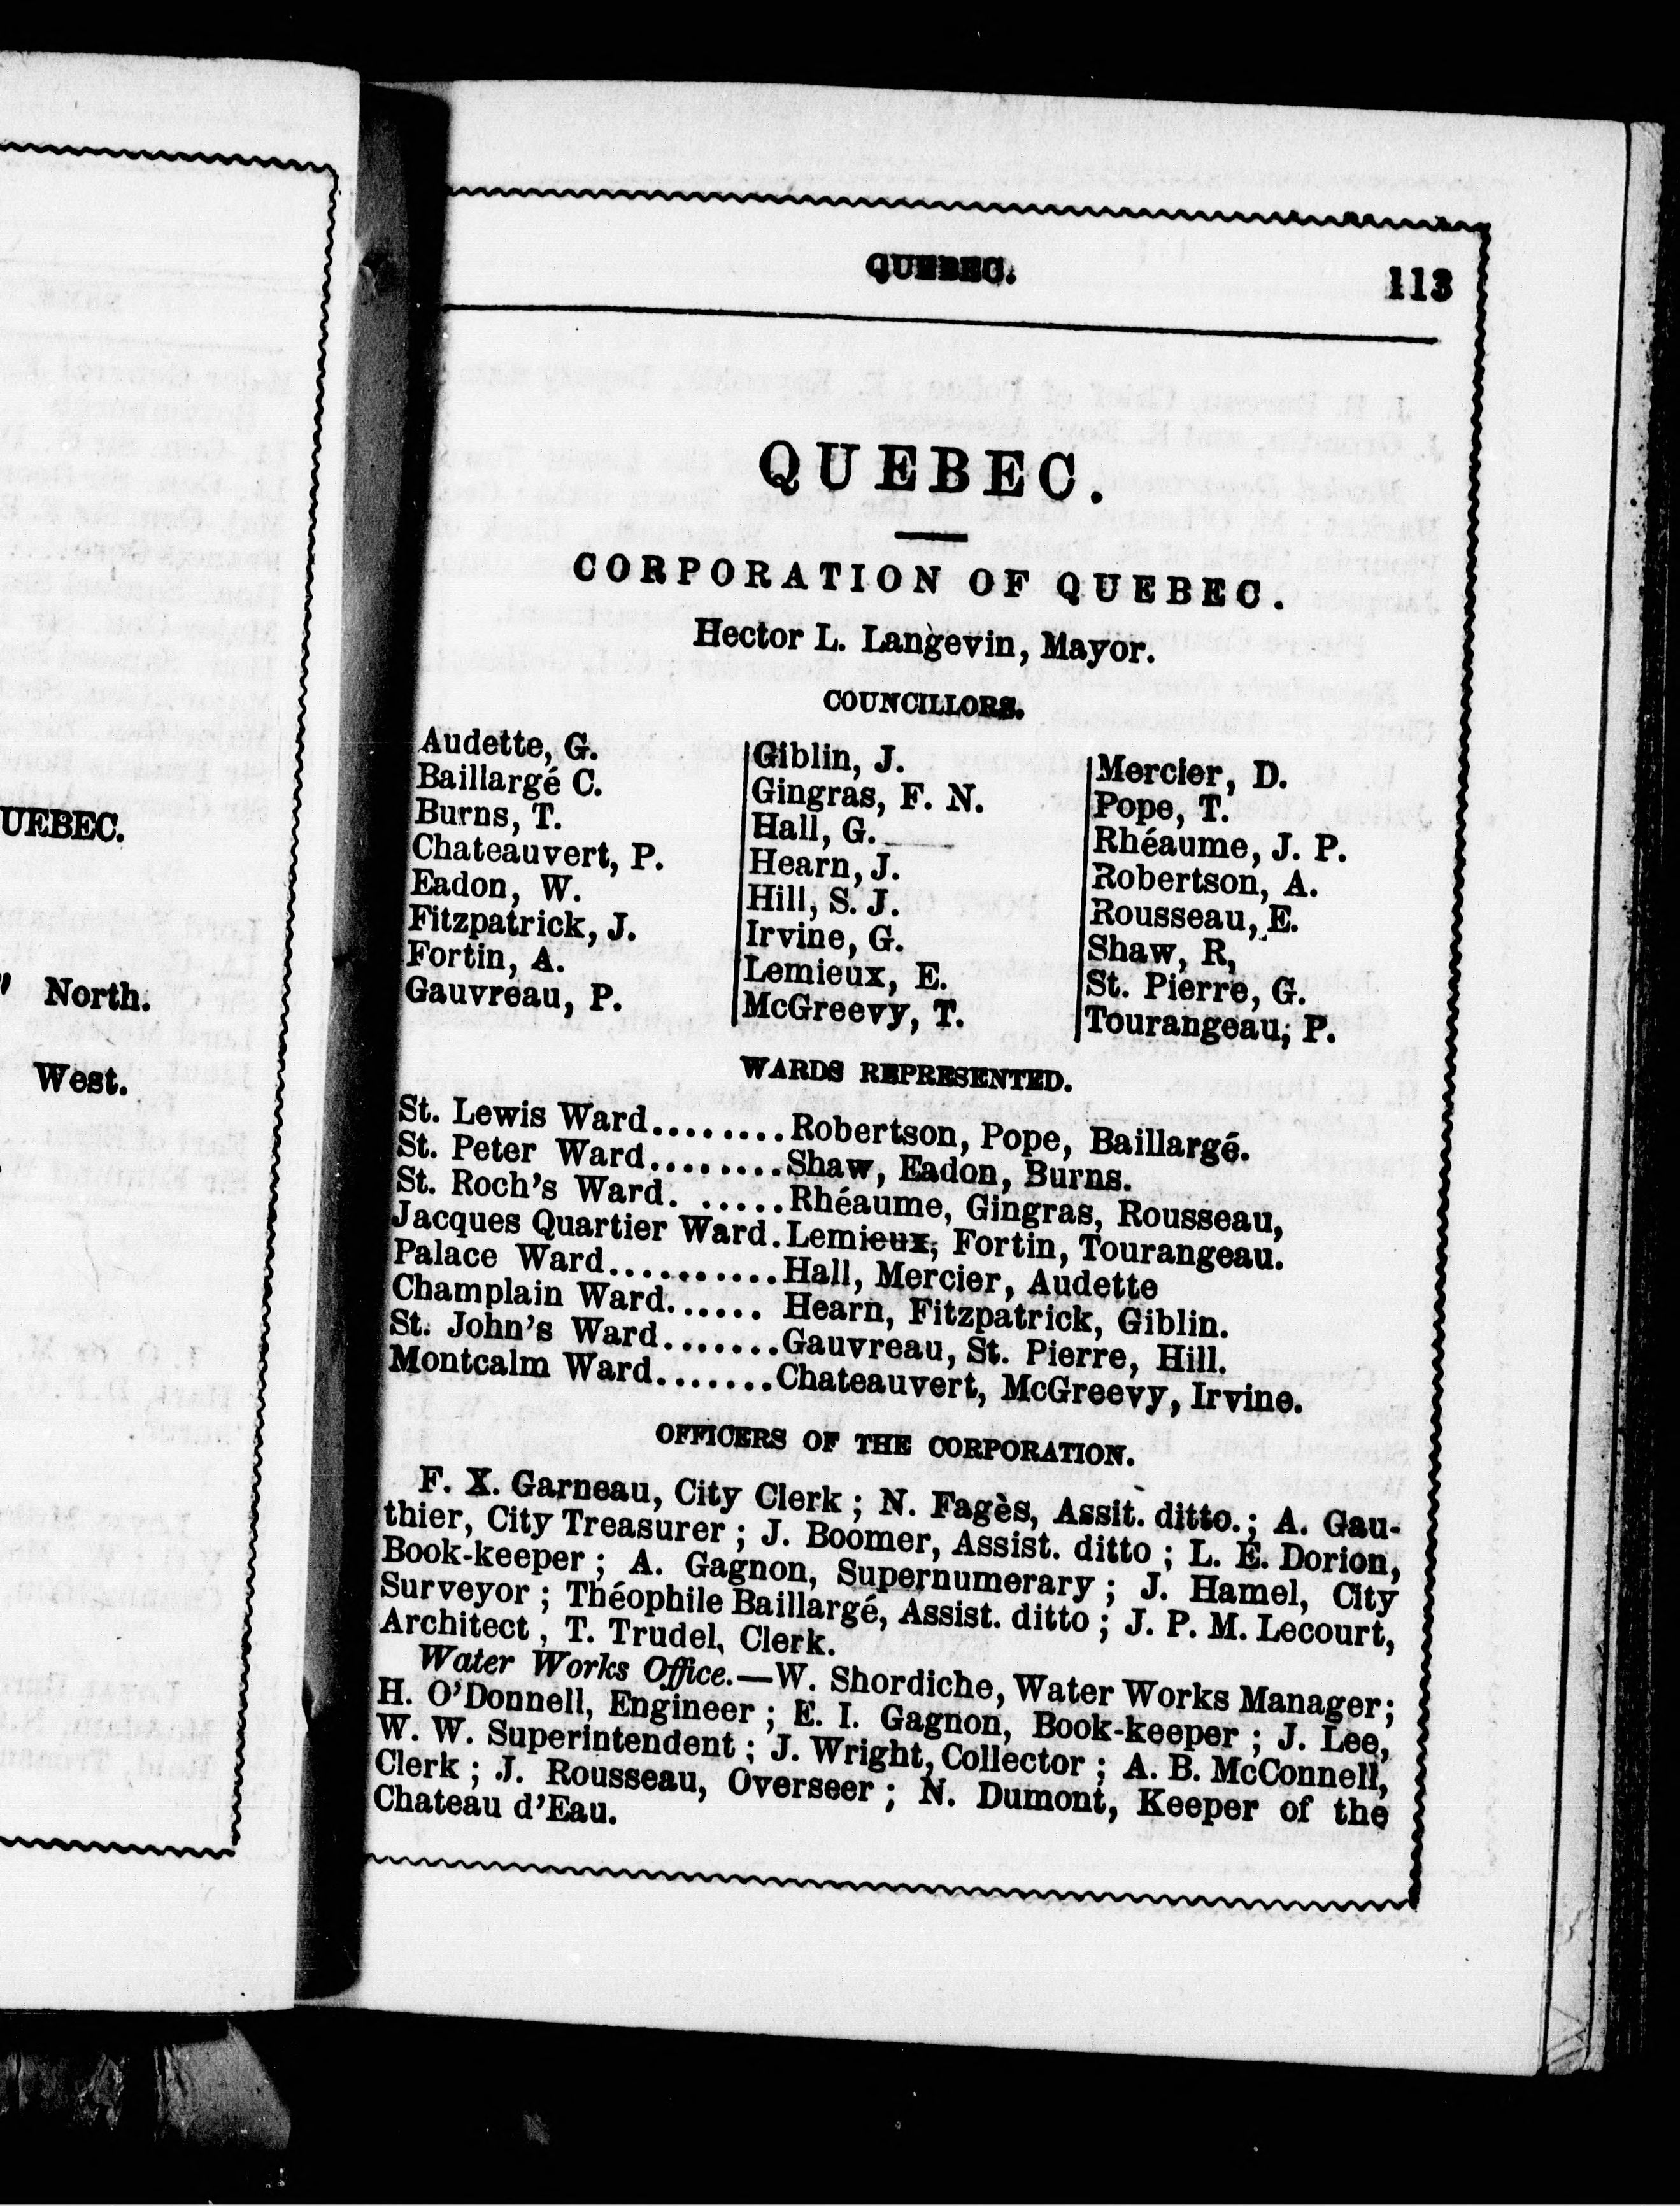 UEBEC.
" North.
West.
QUEBEC.
113
QUEBEC.
CORPORATION OF QUEBEC.
Hector L. Langevin, Mayor.
COUNCILLORS.
Audette, G.
Baillargé C.
Burns, T.
Chateauvert, P.
Eadon, W.
Fitzpatrick, J.
Fortin, A.
Gauvreau, P.
Giblin, J.
Gingras, F. N.
Hall, G.
Hearn, J.
Hill, S. J.
Irvine, G.
Lemieux, E.
McGreevy, T.
Mercier, D.
Pope, T.
Rhéaume, J. P.
Robertson, A.
Rousseau, E.
Shaw, R,
St. Pierre, G.
Tourangeau, P.
WARDS REPRESENTED.
St. Lewis Ward........Robertson, Pope, Baillargé.
St. Peter Ward........Shaw, Eadon, Burns.
St. Roch's Ward. .....Rhéaume, Gingras, Rousseau,
Jacques Quartier Ward.Lemieux, Fortin, Tourangeau.
Palace Ward..........Hall, Mercier, Audette
Champlain Ward...... Hearn, Fitzpatrick, Giblin.
St. John's Ward.......Gauvreau, St. Pierre, Hill.
Montcalm Ward.......Chateauvert, McGreevy, Irvine.
OFFICERS OF THE CORPORATION.
F. X. Garneau, City Clerk ; N. Fagès, Assit. ditto. ; A. Gau-
thier, City Treasurer ; J. Boomer, Assist. ditto ; L. E. Dorion,
Book-keeper ; A. Gagnon, Supernumerary ; J. Hamel, City
Surveyor ; Théophile Baillargé, Assist. ditto ; J. P. M. Lecourt,
Architect , T. Trudel, Clerk.
Water Works Office.—W. Shordiche, Water Works Manager;
H. O'Donnell, Engineer ; E. I. Gagnon, Book-keeper ; J. Lee,
W. W. Superintendent ; J. Wright, Collector ; A. B. McConnell,
Clerk ; J. Rousseau, Overseer ; N. Dumont, Keeper of the
Chateau d'Eau.